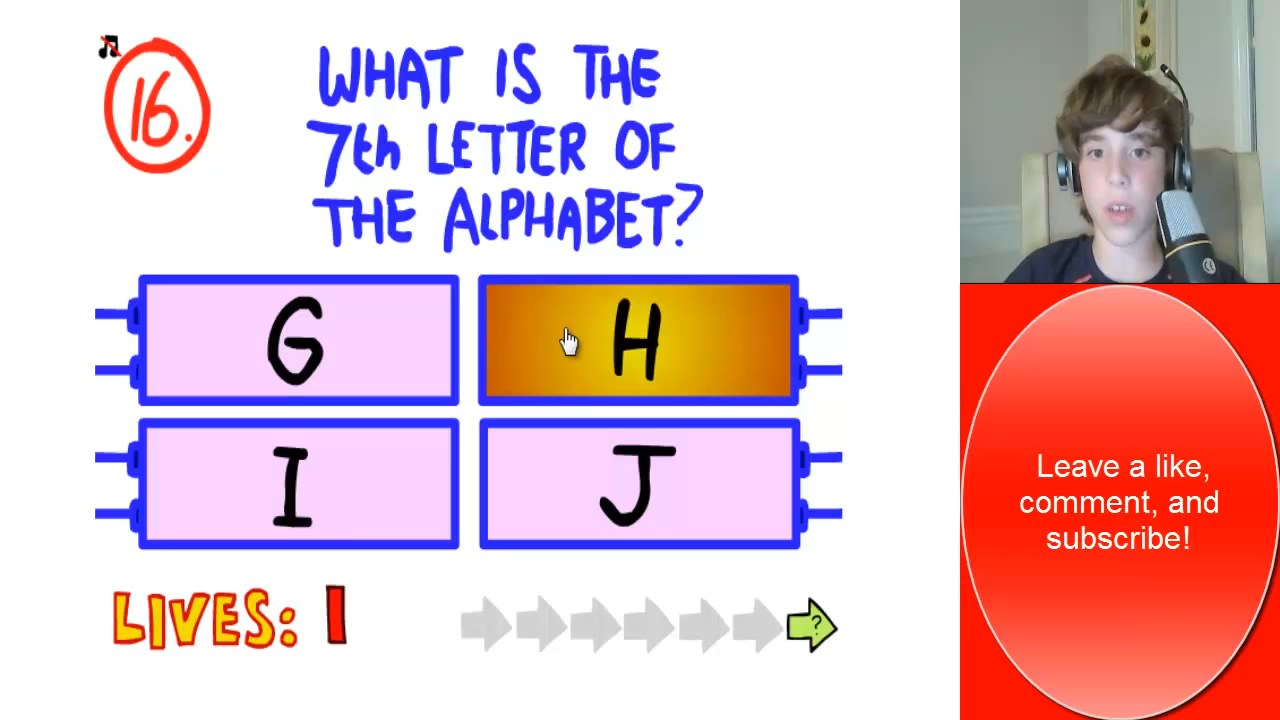 16.
WHAT IS THE
7th LETTER OF
THE ALPHABET?
G
H
I
J
LIVES: 1
?
Leave a like,
comment, and
subscribe!